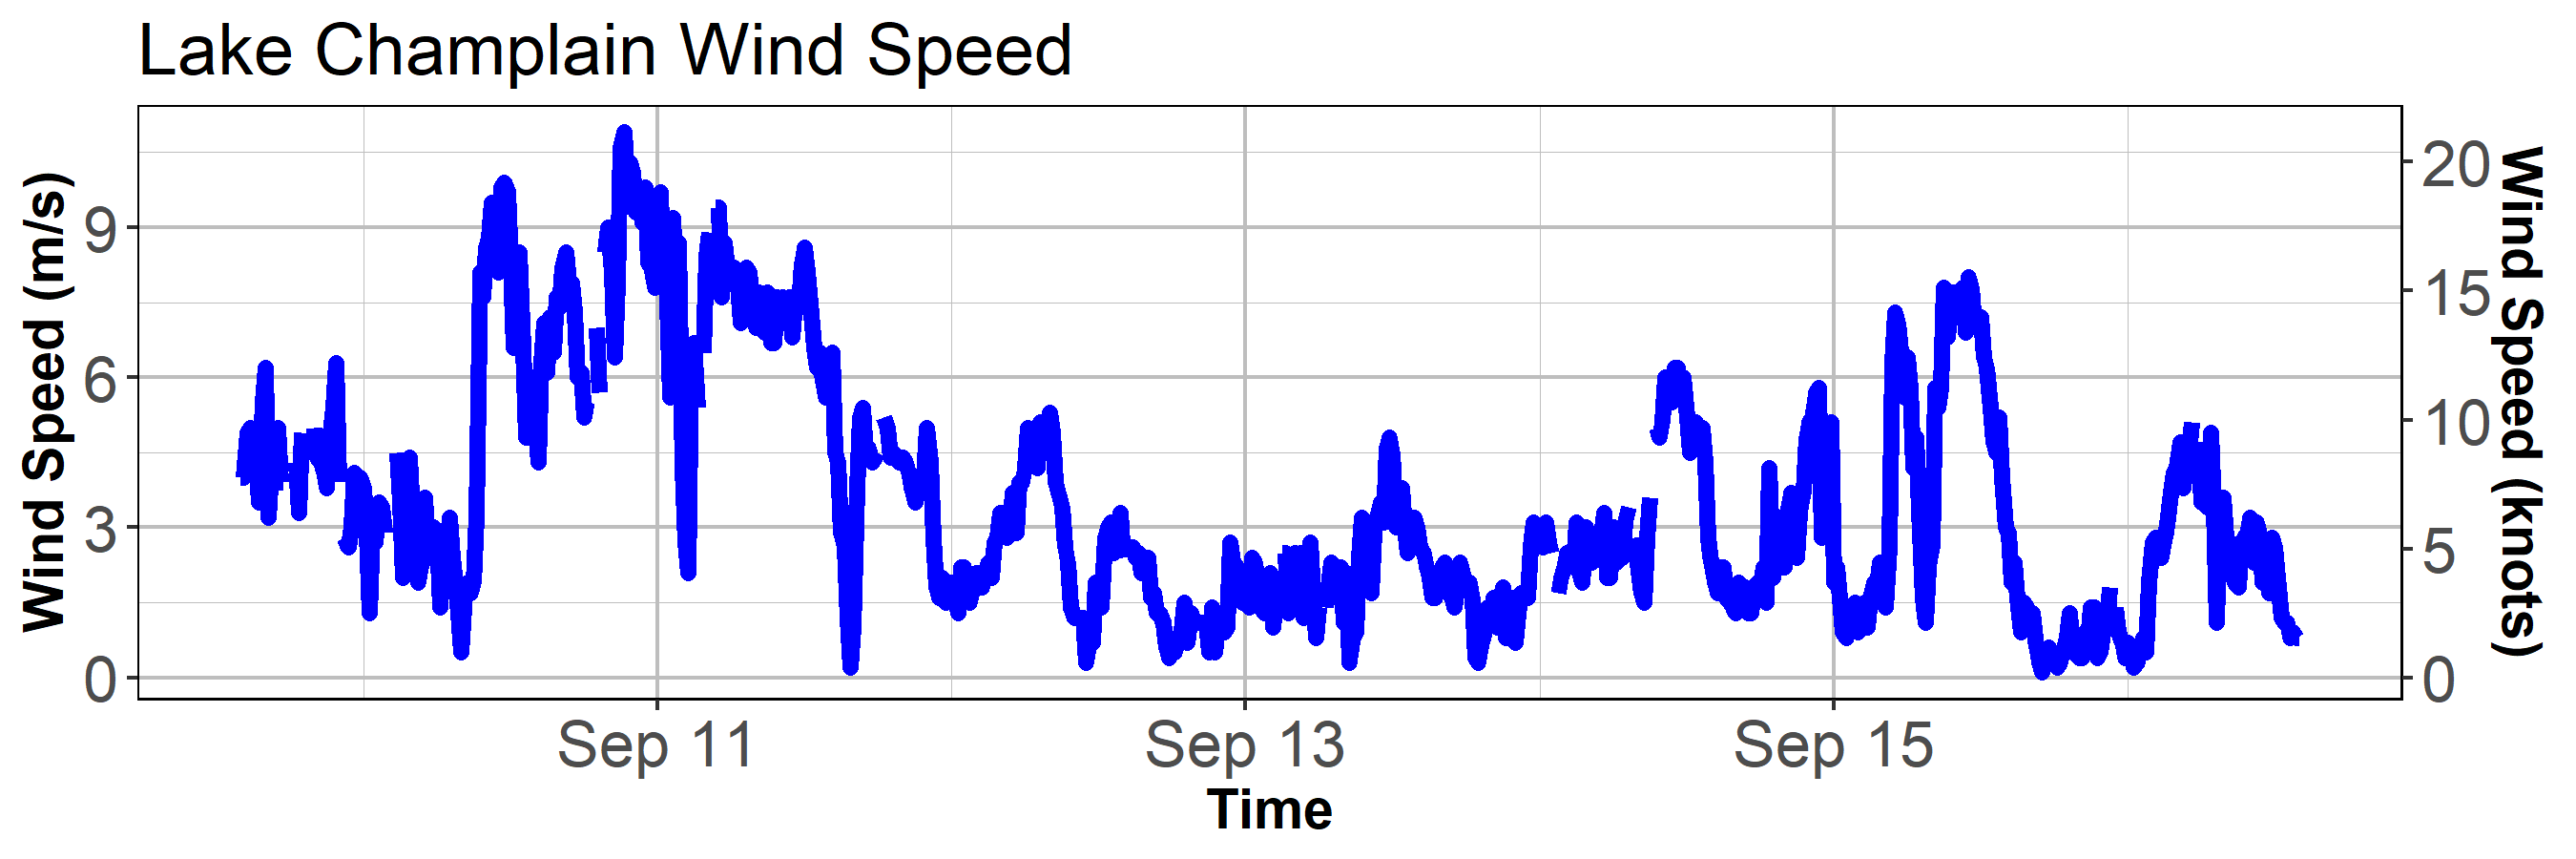 Lake Champlain Wind Speed
Wind Speed (m/s)
9
6
3
0
20
15
10
5
0
Wind Speed (knots)
Sep 11
Sep 13
Sep 15
Time